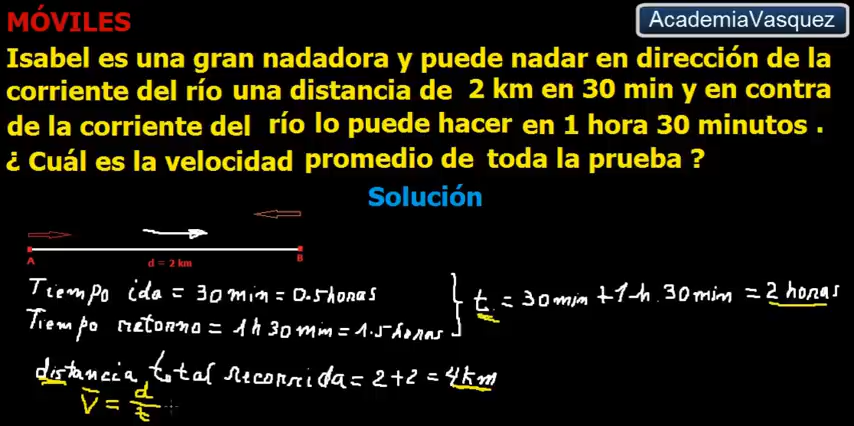 MÓVILES
AcademiaVasquez
Isabel es una gran nadadora y puede nadar en dirección de la
corriente del río una distancia de 2 km en 30 min y en contra
de la corriente del río lo puede hacer en 1 hora 30 minutos .
¿ Cuál es la velocidad promedio de toda la prueba ?
Solución
A d = 2 km B
Tiempo ida = 30 min = 0.5 horas
Tiempo retorno = 1 h 30 min = 1.5 horas
} t = 30 min + 1 h 30 min = 2 horas
distancia total recorrida = 2 + 2 = 4 km
V̄ = d/t